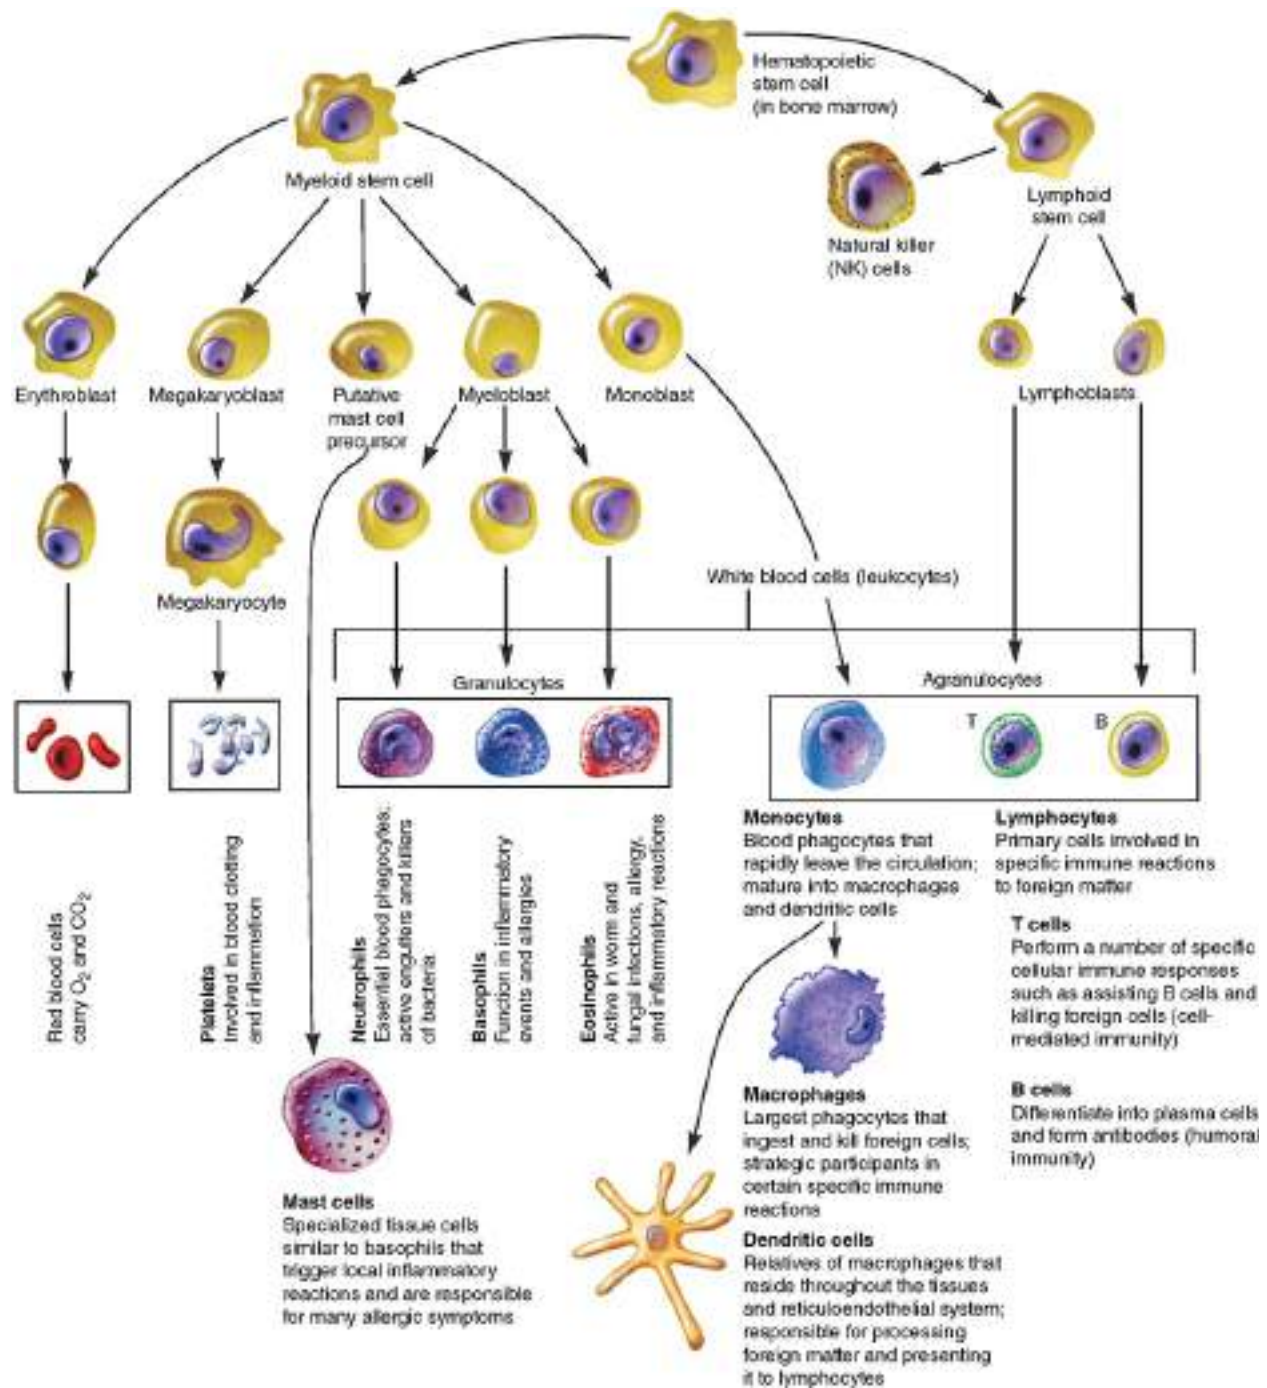 Hematopoietic
stem cell
(in bone marrow)
Myeloid stem cell
Lymphoid
stem cell
Natural killer
(NK) cells
Erythroblast
Megakaryoblast
Putative
mast cell
precursor
Myeloblast
Monoblast
Lymphoblasts
White blood cells (leukocytes)
Megakaryocyte
Granulocytes
Agranulocytes
T
B
Red blood cells
carry O₂ and CO₂
Platelets
Involved in blood clotting
and inflammation
Neutrophils
Essential blood phagocytes;
active engulfers and killers
of bacteria
Basophils
Function in inflammatory
events and allergies
Eosinophils
Active in worm and
fungal infections, allergy,
and inflammatory reactions
Monocytes
Blood phagocytes that
rapidly leave the circulation;
mature into macrophages
and dendritic cells
Lymphocytes
Primary cells involved in
specific immune reactions
to foreign matter
T cells
Perform a number of specific
cellular immune responses
such as assisting B cells and
killing foreign cells (cell-
mediated immunity)
B cells
Differentiate into plasma cells
and form antibodies (humoral
immunity)
Macrophages
Largest phagocytes that
ingest and kill foreign cells;
strategic participants in
certain specific immune
reactions
Mast cells
Specialized tissue cells
similar to basophils that
trigger local inflammatory
reactions and are responsible
for many allergic symptoms
Dendritic cells
Relatives of macrophages that
reside throughout the tissues
and reticuloendothelial system;
responsible for processing
foreign matter and presenting
it to lymphocytes